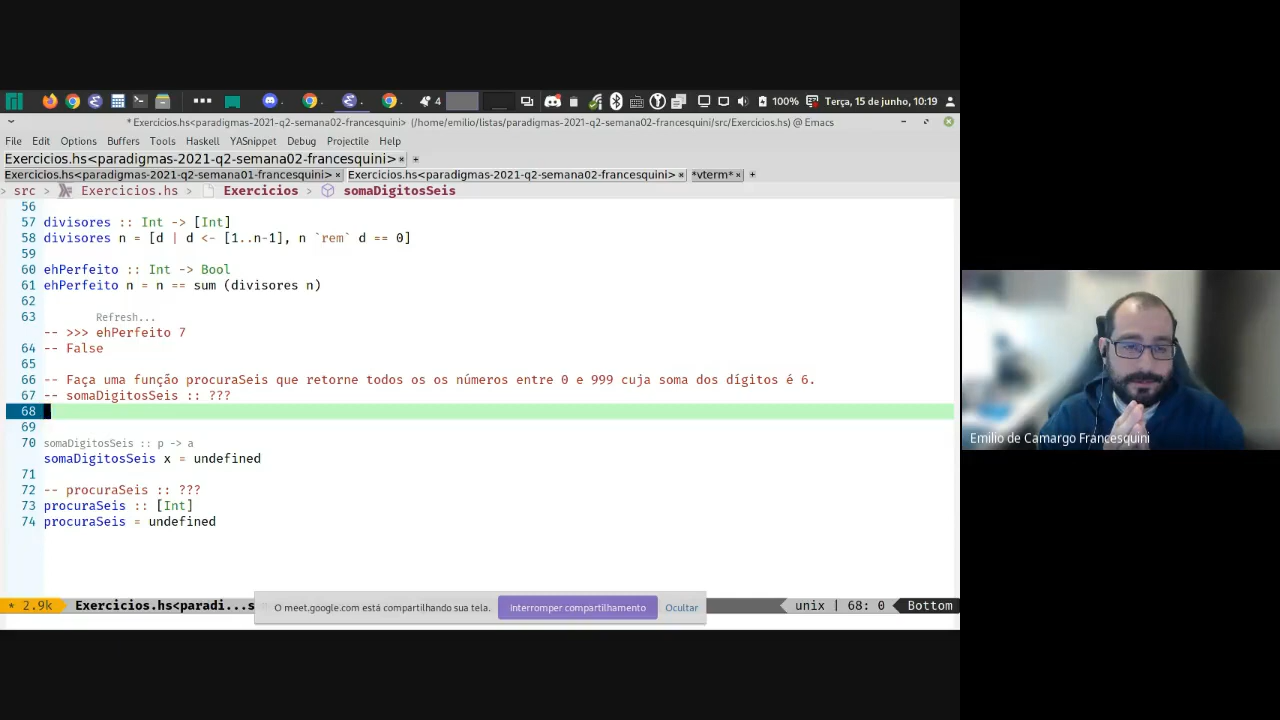 4
100%
Terça, 15 de junho, 10:19
* Exercicios.hs<paradigmas-2021-q2-semana02-francesquini> (/home/emilio/listas/paradigmas-2021-q2-semana02-francesquini/src/Exercicios.hs) @ Emacs
File Edit Options Buffers Tools Haskell YASnippet Debug Projectile Help
Exercicios.hs<paradigmas-2021-q2-semana02-francesquini> × +
Exercicios.hs<paradigmas-2021-q2-semana01-francesquini> × Exercicios.hs<paradigmas-2021-q2-semana02-francesquini> × *vterm* × +
> src > Exercicios.hs > Exercicios > somaDigitosSeis
56
57 divisores :: Int -> [Int]
58 divisores n = [d | d <- [1..n-1], n `rem` d == 0]
59
60 ehPerfeito :: Int -> Bool
61 ehPerfeito n = n == sum (divisores n)
62
63 Refresh...
-- >>> ehPerfeito 7
64 -- False
65
66 -- Faça uma função procuraSeis que retorne todos os os números entre 0 e 999 cuja soma dos dígitos é 6.
67 -- somaDigitosSeis :: ???
68
69
70 somaDigitosSeis :: p -> a
somaDigitosSeis x = undefined
71
72 -- procuraSeis :: ???
73 procuraSeis :: [Int]
74 procuraSeis = undefined
* 2.9k Exercicios.hs<paradi...s
O meet.google.com está compartilhando sua tela. Interromper compartilhamento Ocultar
unix | 68: 0 Bottom
Emilio de Camargo Francesquini